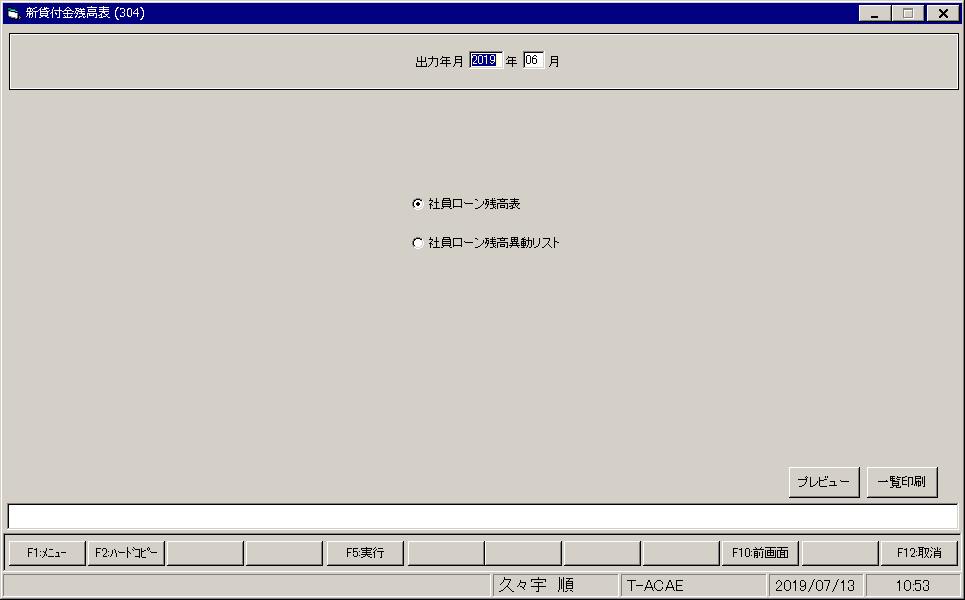 新貸付金残高表 (304)
出力年月 2019 年 06 月
社員ローン残高表
社員ローン残高異動リスト
プレビュー 一覧印刷
F1:メニュー F2:ハードコピー F5:実行 F10:前画面 F12:取消
久々宇 順 T-ACAE 2019/07/13 10:53